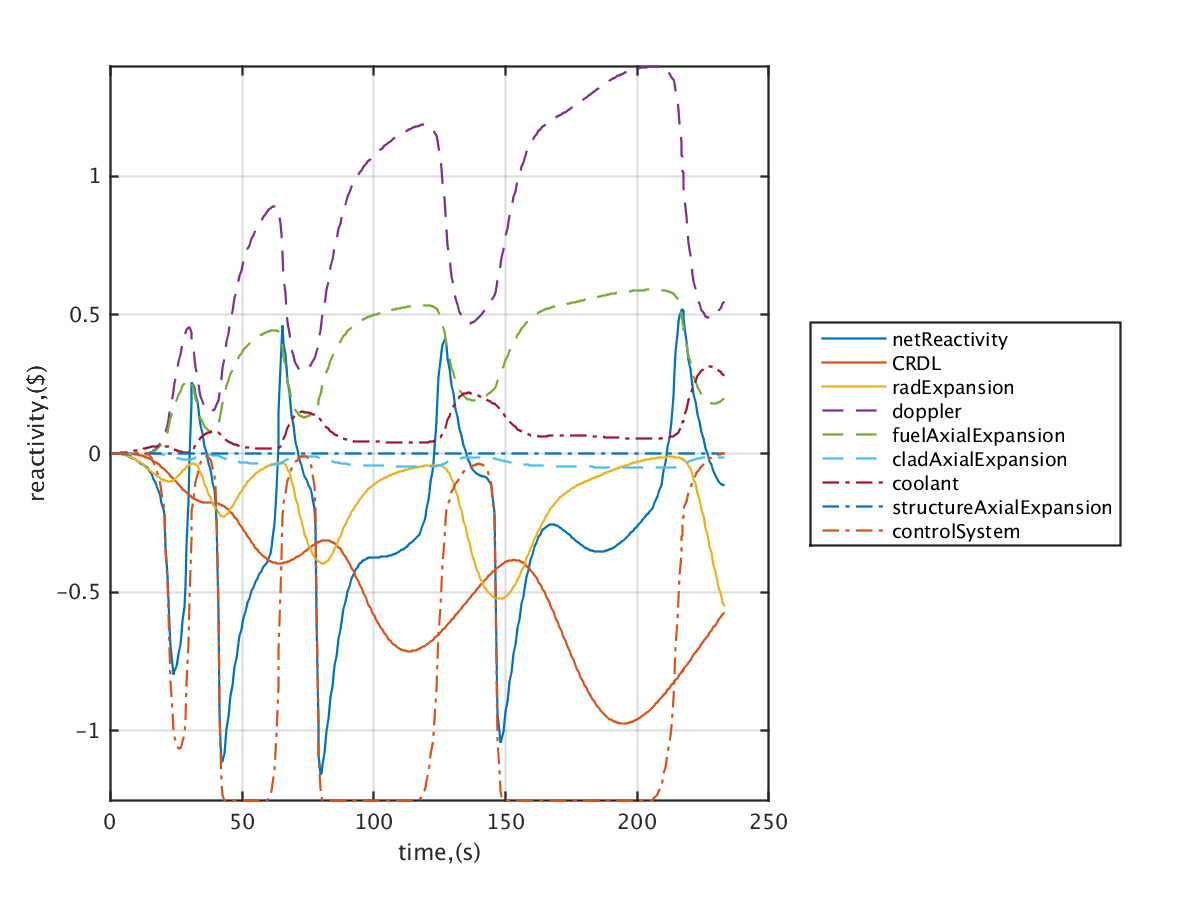 1
0.5
0
−0.5
−1
reactivity,($)
0 50 100 150 200 250
time,(s)
netReactivity
CRDL
radExpansion
doppler
fuelAxialExpansion
cladAxialExpansion
coolant
structureAxialExpansion
controlSystem